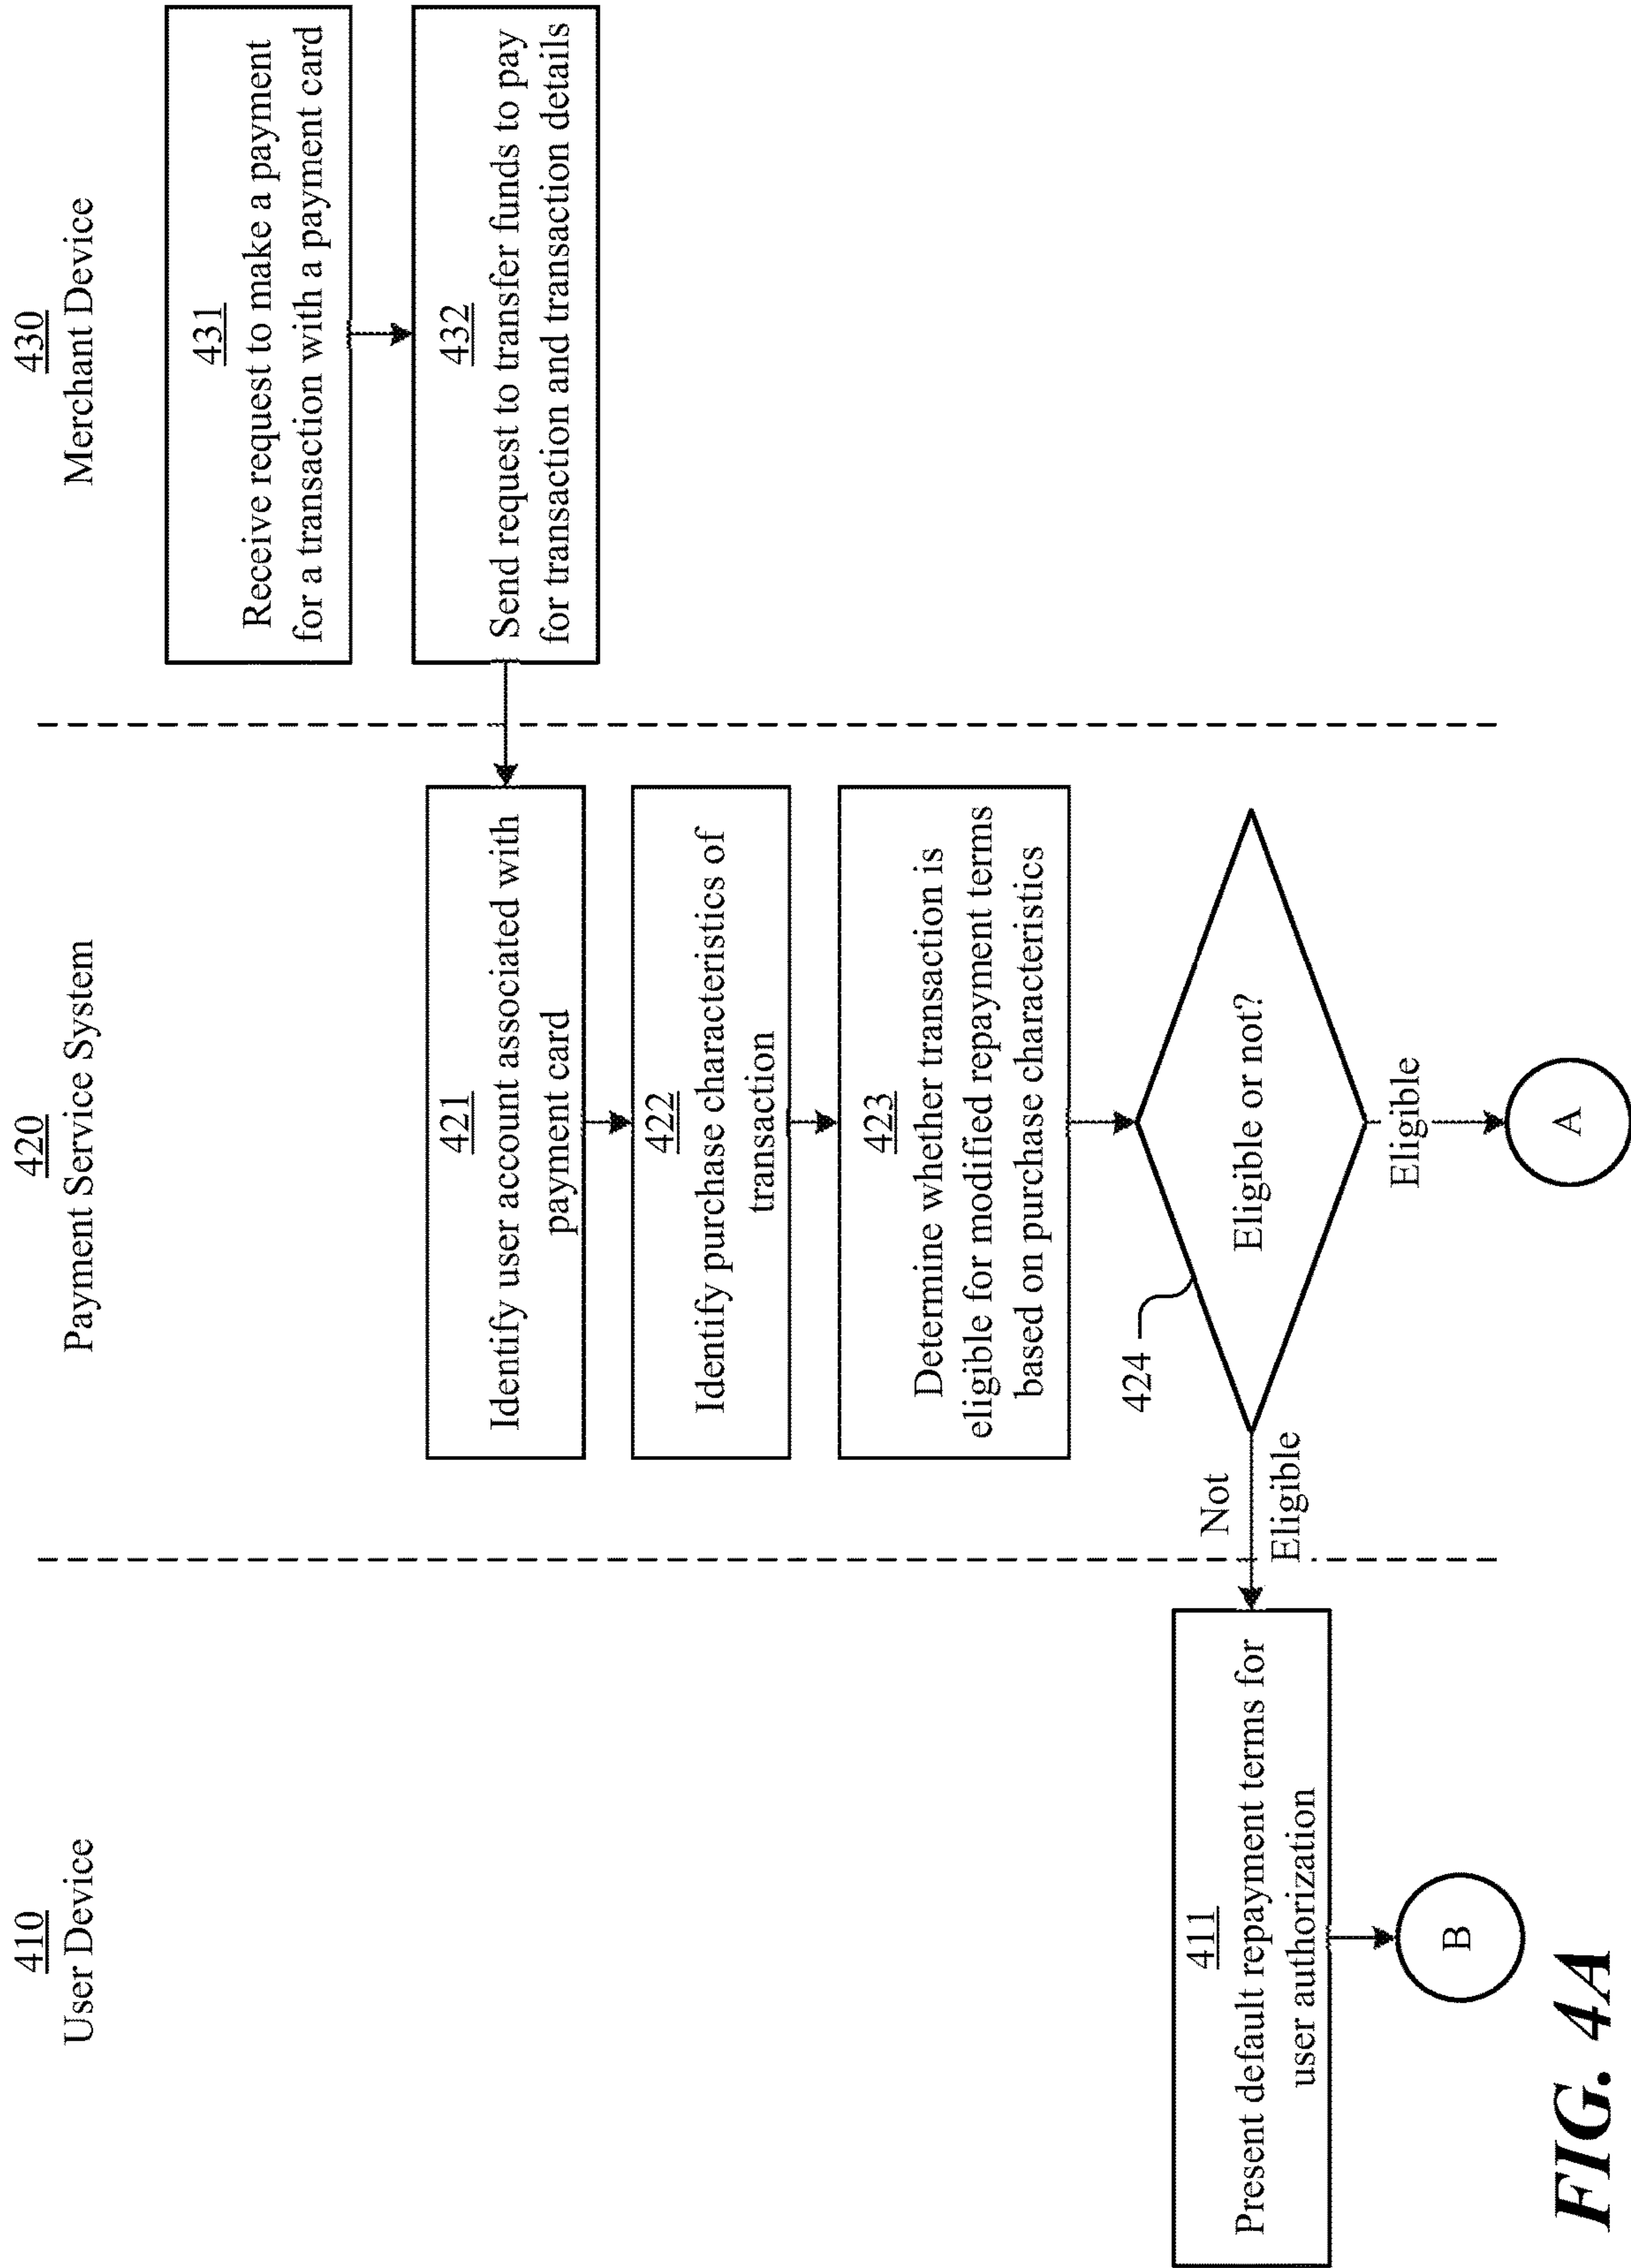 410
User Device
420
Payment Service System
430
Merchant Device
431
Receive request to make a payment
for a transaction with a payment card
432
Send request to transfer funds to pay
for transaction and transaction details
421
Identify user account associated with
payment card
422
Identify purchase characteristics of
transaction
423
Determine whether transaction is
eligible for modified repayment terms
based on purchase characteristics
424
Eligible or not?
Not
Eligible
Eligible
A
411
Present default repayment terms for
user authorization
B
FIG. 4A